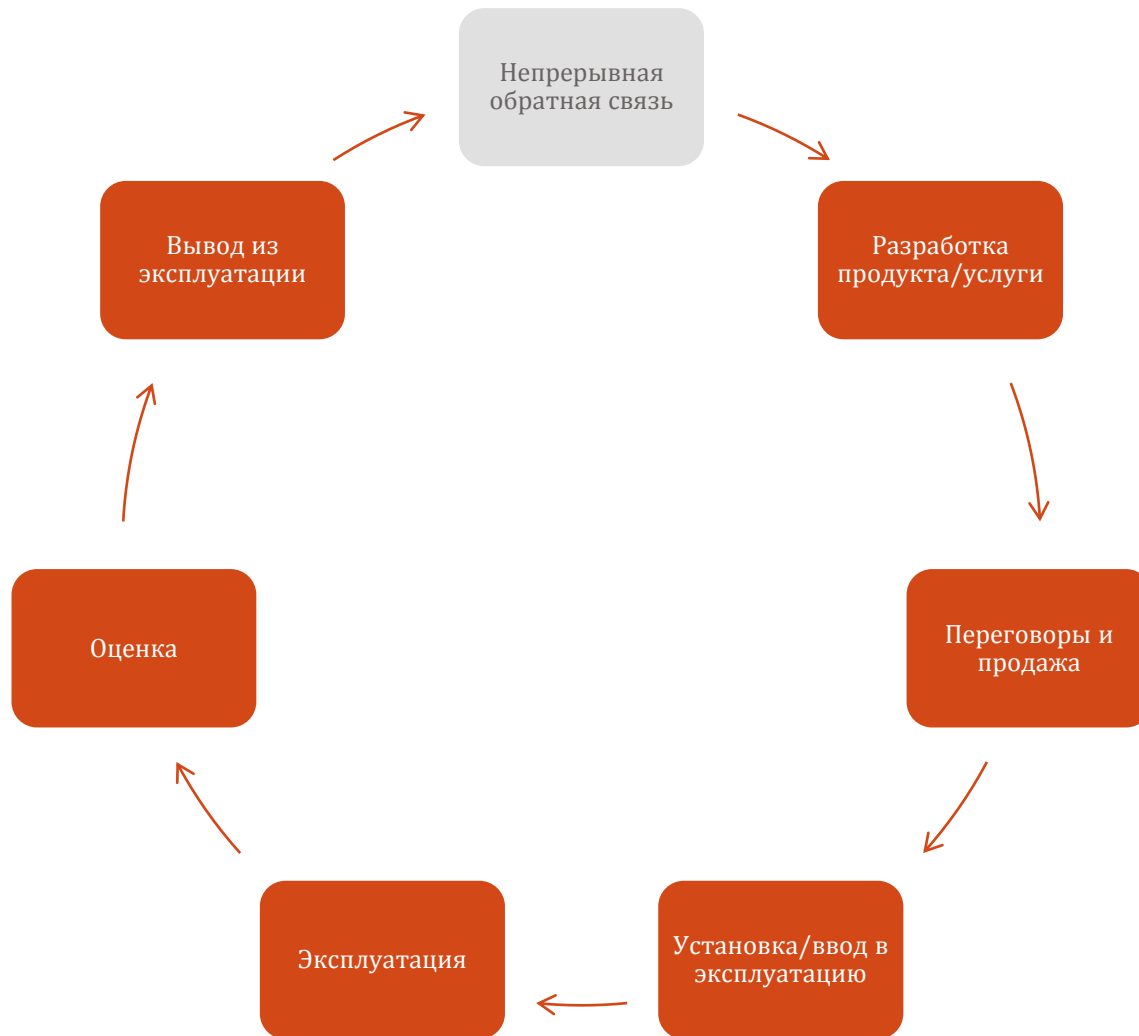 Непрерывная
обратная связь
Разработка
продукта/услуги
Переговоры и
продажа
Установка/ввод в
эксплуатацию
Эксплуатация
Оценка
Вывод из
эксплуатации